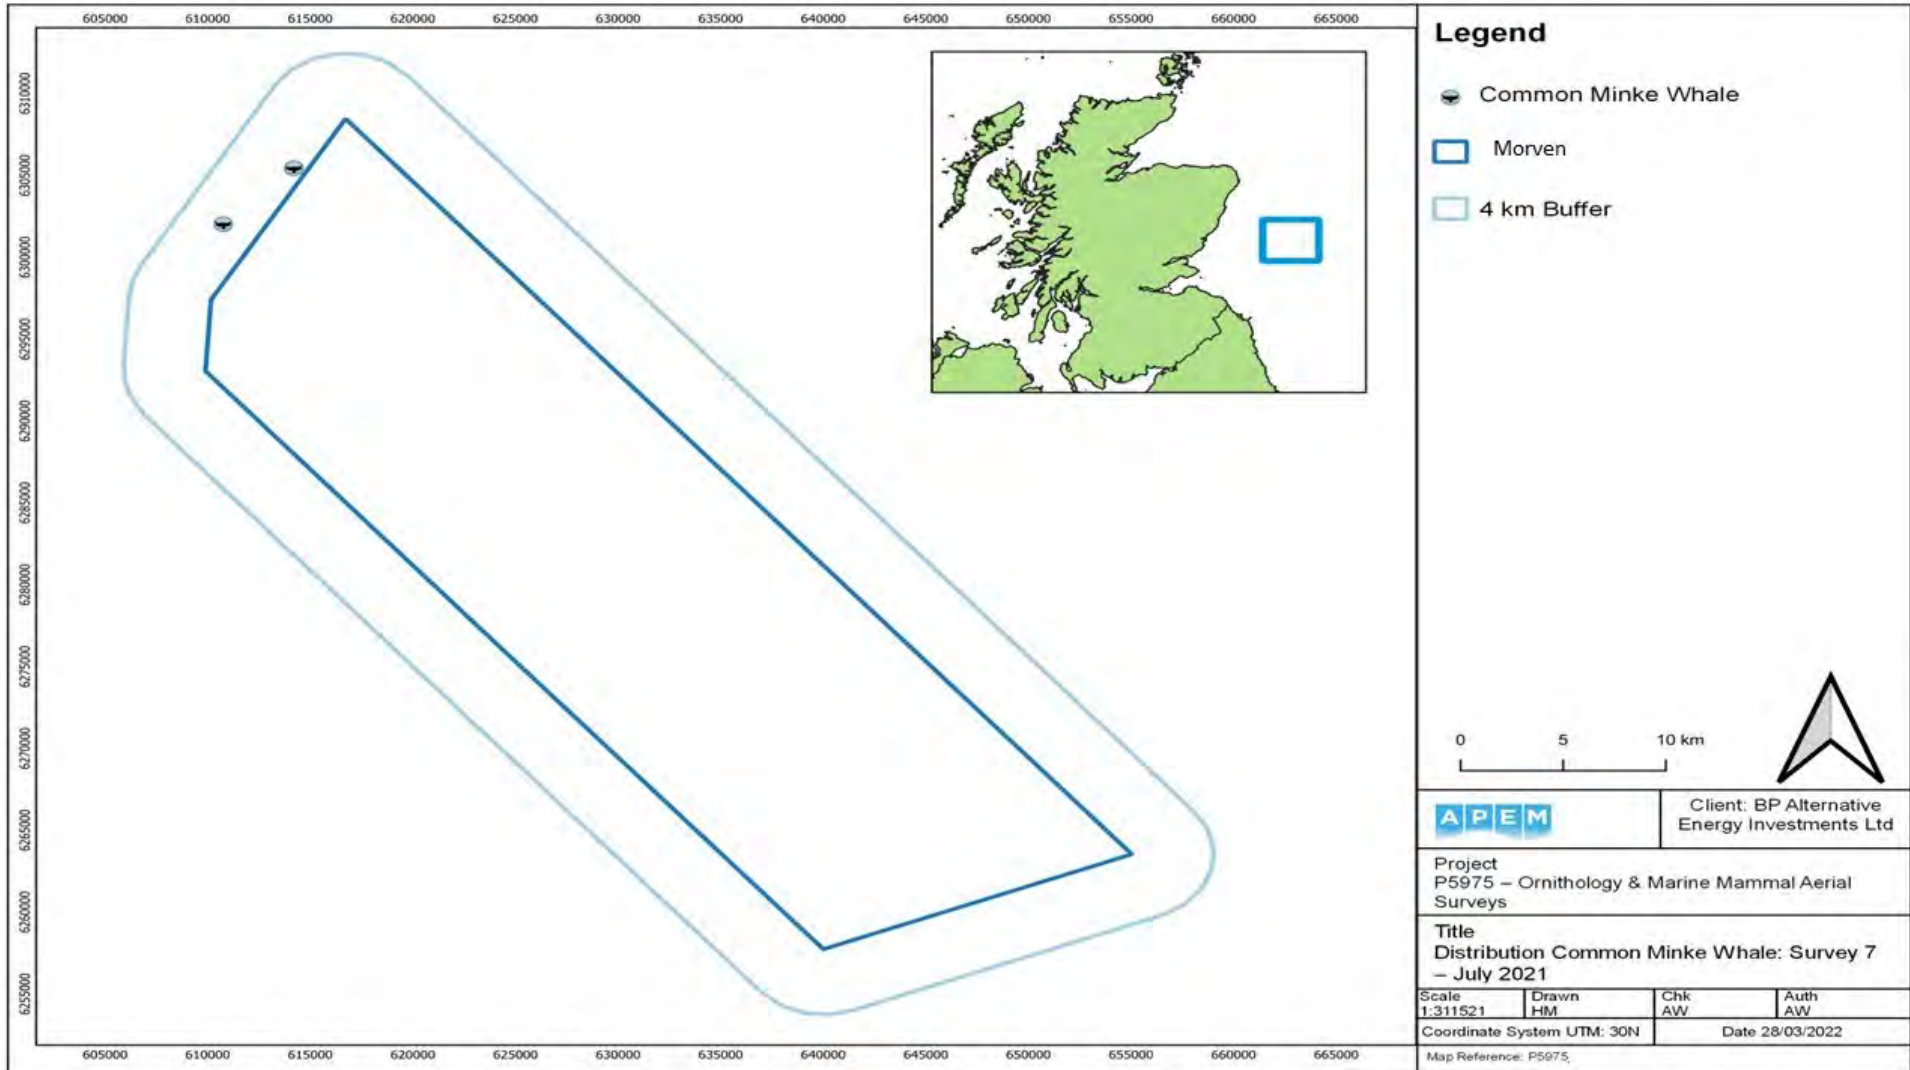 605000 610000 615000 620000 625000 630000 635000 640000 645000 650000 655000 660000 665000
6310000
6305000
6300000
6295000
6290000
6285000
6280000
6275000
6270000
6265000
6260000
6255000
605000 610000 615000 620000 625000 630000 635000 640000 645000 650000 655000 660000 665000
Legend
Common Minke Whale
Morven
4 km Buffer
0 5 10 km
APEM
Client: BP Alternative
Energy Investments Ltd
Project
P5975 – Ornithology & Marine Mammal Aerial
Surveys
Title
Distribution Common Minke Whale: Survey 7
– July 2021
Scale Drawn Chk Auth
1:311521 HM AW AW
Coordinate System UTM: 30N Date 28/03/2022
Map Reference: P5975